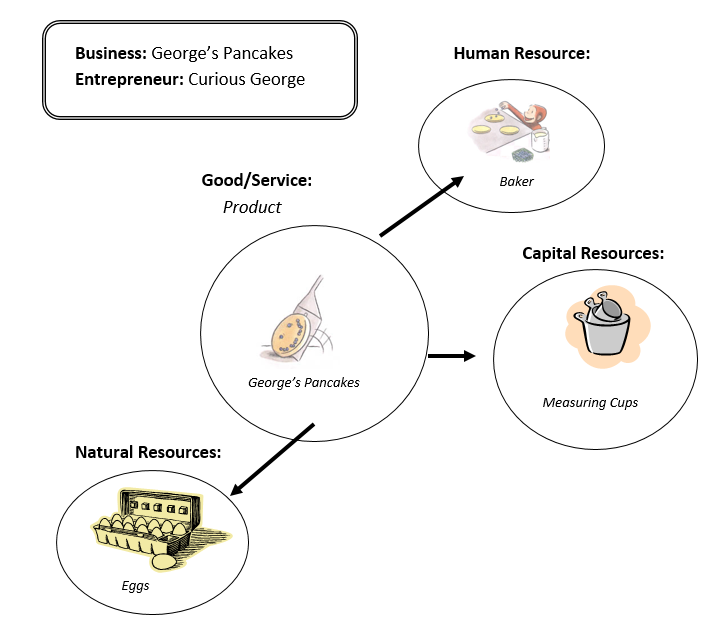 Business: George’s Pancakes
Entrepreneur: Curious George
Human Resource:
Baker
Good/Service:
Product
George’s Pancakes
Capital Resources:
Measuring Cups
Natural Resources:
Eggs